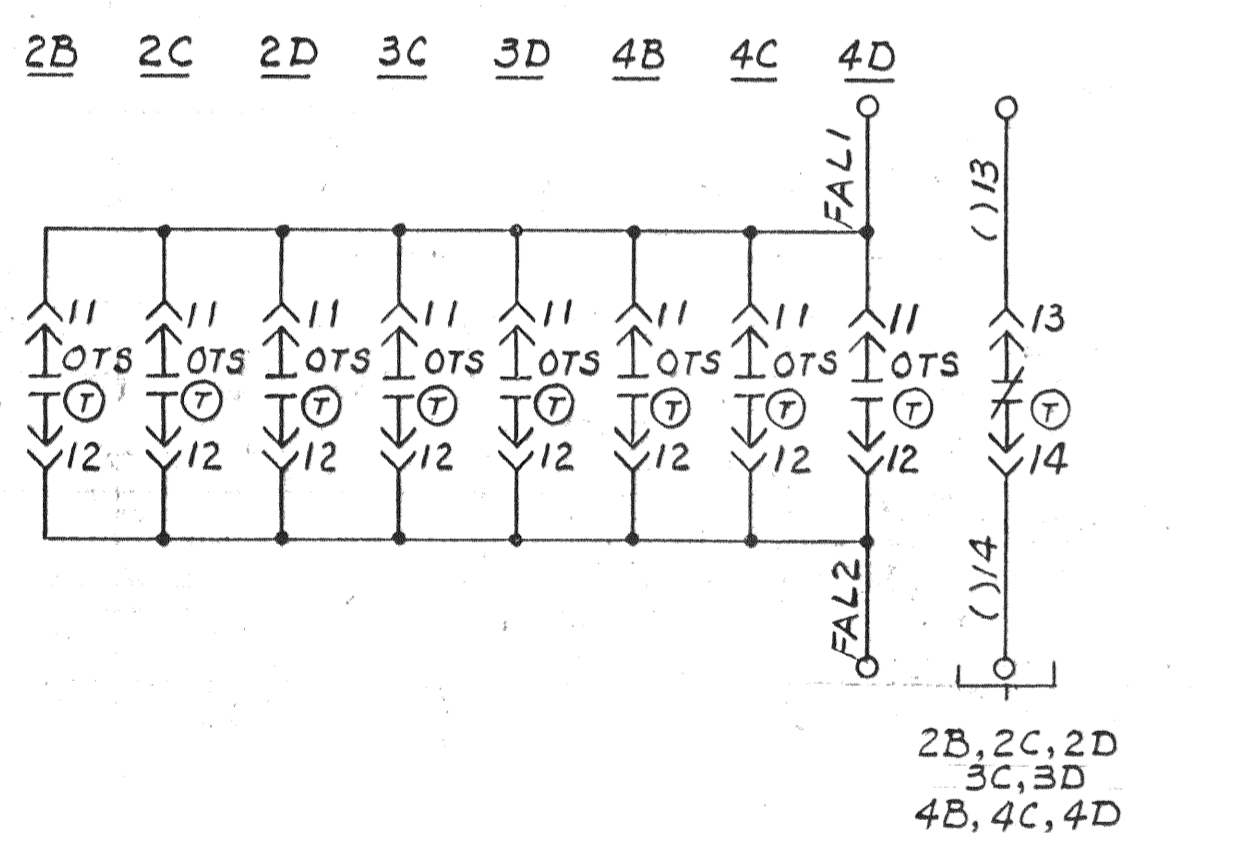 2B 2C 2D 3C 3D 4B 4C 4D
FAL1 ( )13
11 11 11 11 11 11 11 11 13
OTS OTS OTS OTS OTS OTS OTS OTS
T T T T T T T T T
12 12 12 12 12 12 12 12 14
FAL2 ( )14
2B, 2C, 2D
3C, 3D
4B, 4C, 4D